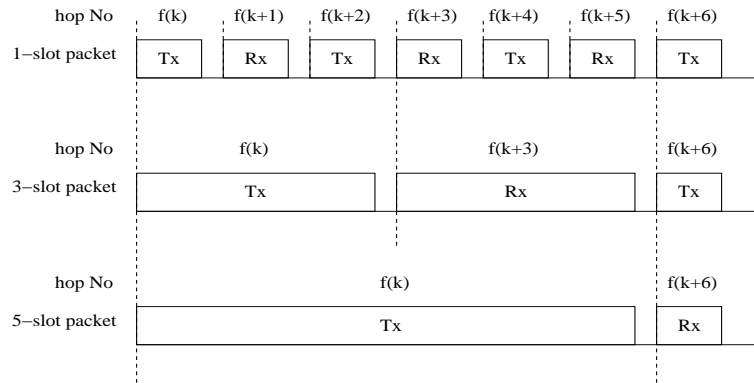 hop No f(k) f(k+1) f(k+2) f(k+3) f(k+4) f(k+5) f(k+6)
1−slot packet Tx Rx Tx Rx Tx Rx Tx
hop No f(k) f(k+3) f(k+6)
3−slot packet Tx Rx Tx
hop No f(k) f(k+6)
5−slot packet Tx Rx